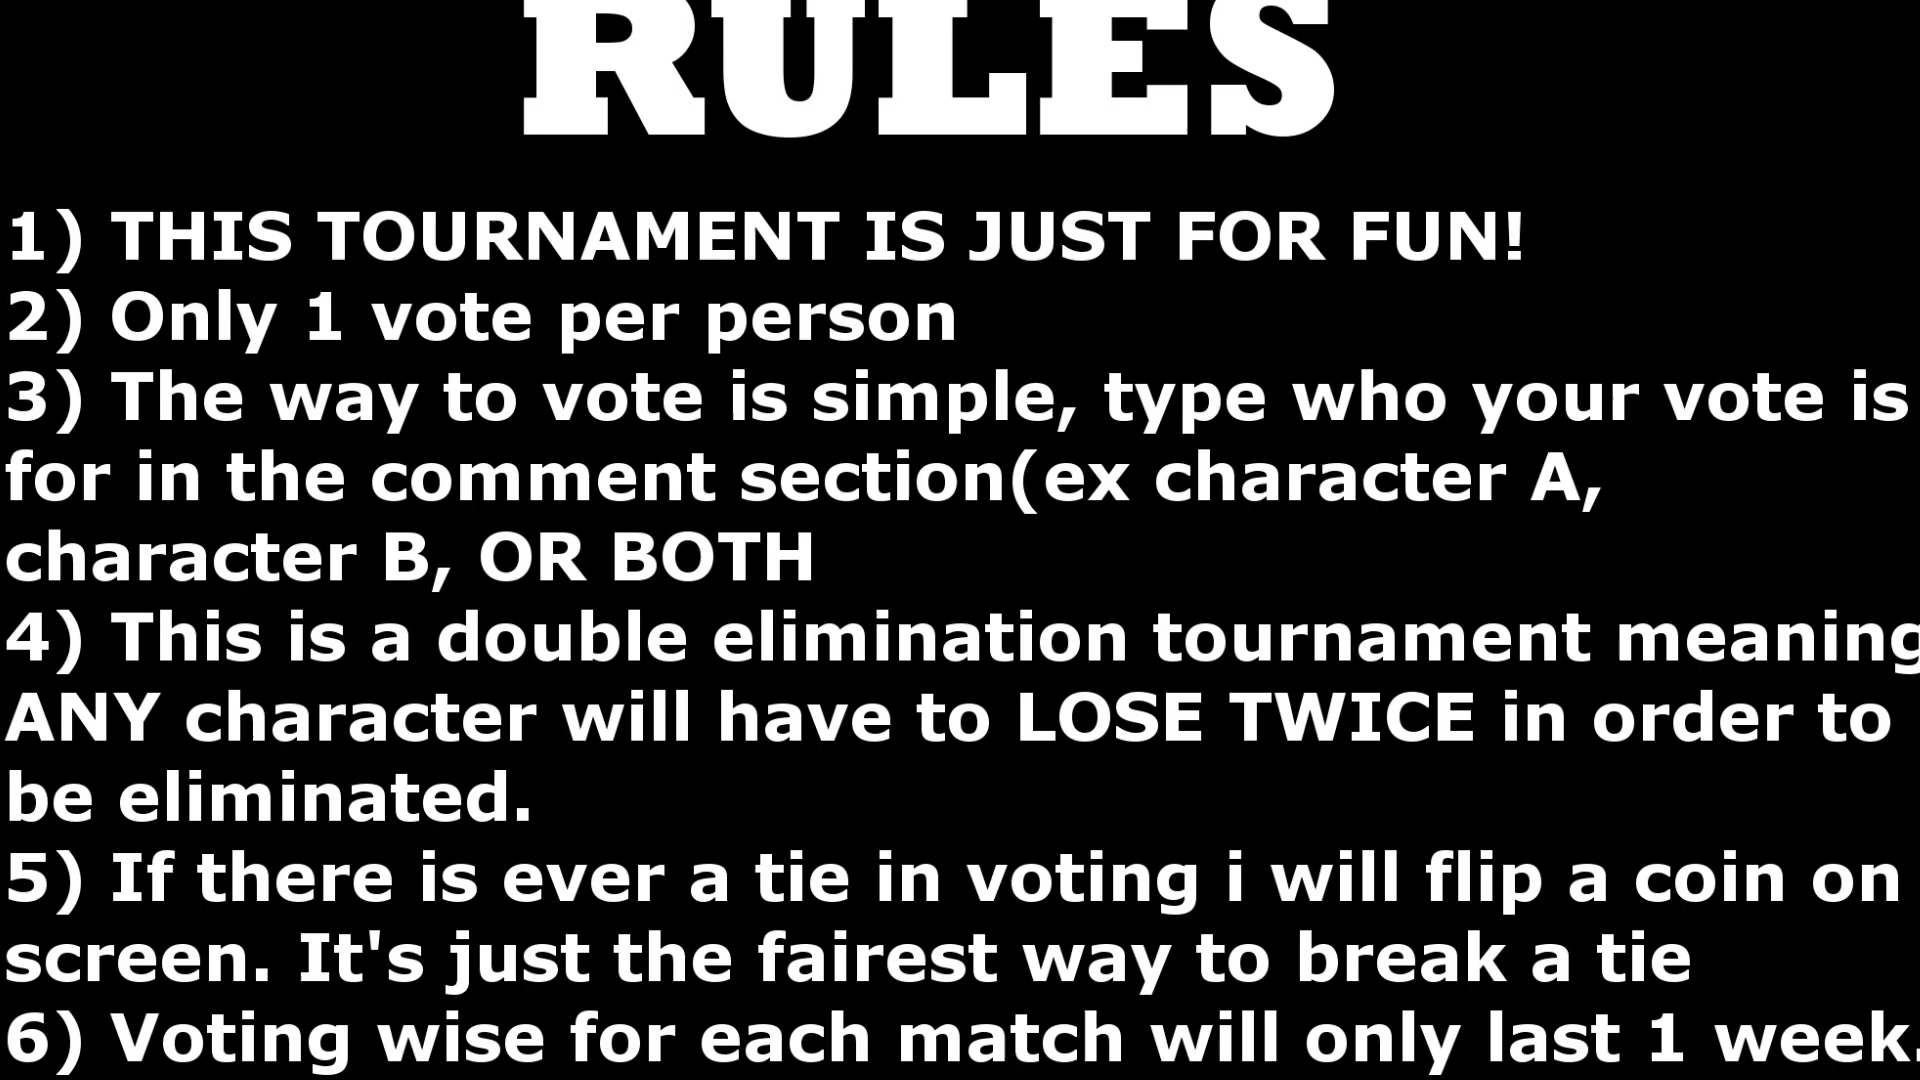 RULES
1) THIS TOURNAMENT IS JUST FOR FUN!
2) Only 1 vote per person
3) The way to vote is simple, type who your vote is
for in the comment section(ex character A,
character B, OR BOTH
4) This is a double elimination tournament meaning
ANY character will have to LOSE TWICE in order to
be eliminated.
5) If there is ever a tie in voting i will flip a coin on
screen. It's just the fairest way to break a tie
6) Voting wise for each match will only last 1 week.